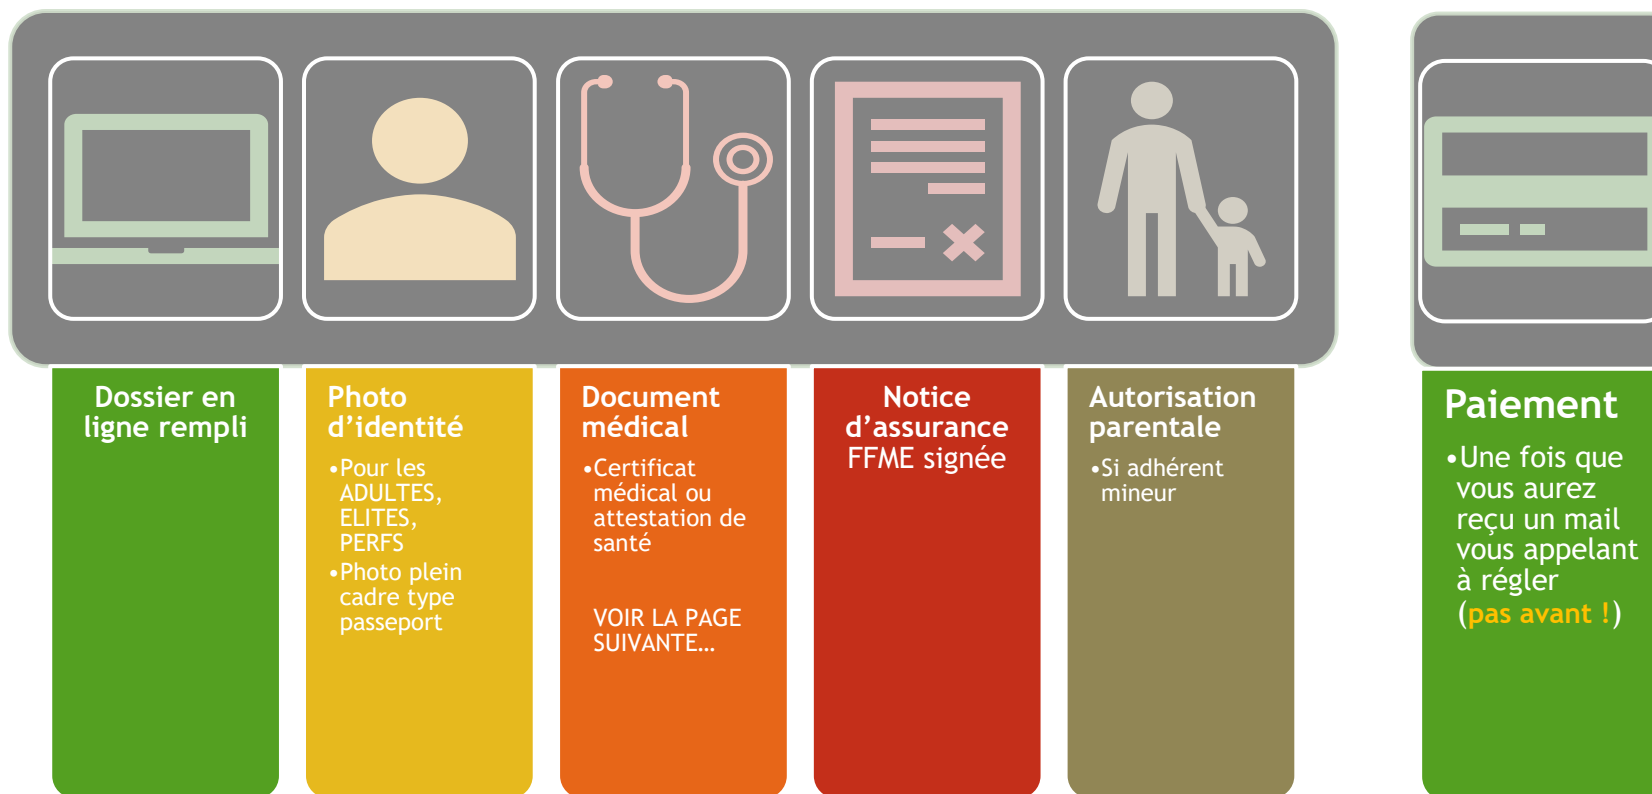 Dossier en
ligne rempli
Photo
d’identité
•Pour les
ADULTES,
ELITES,
PERFS
•Photo plein
cadre type
passeport
Document
médical
•Certificat
médical ou
attestation de
santé
VOIR LA PAGE
SUIVANTE…
Notice
d’assurance
FFME signée
Autorisation
parentale
•Si adhérent
mineur
Paiement
•Une fois que
vous aurez
reçu un mail
vous appelant
à régler
(pas avant !)